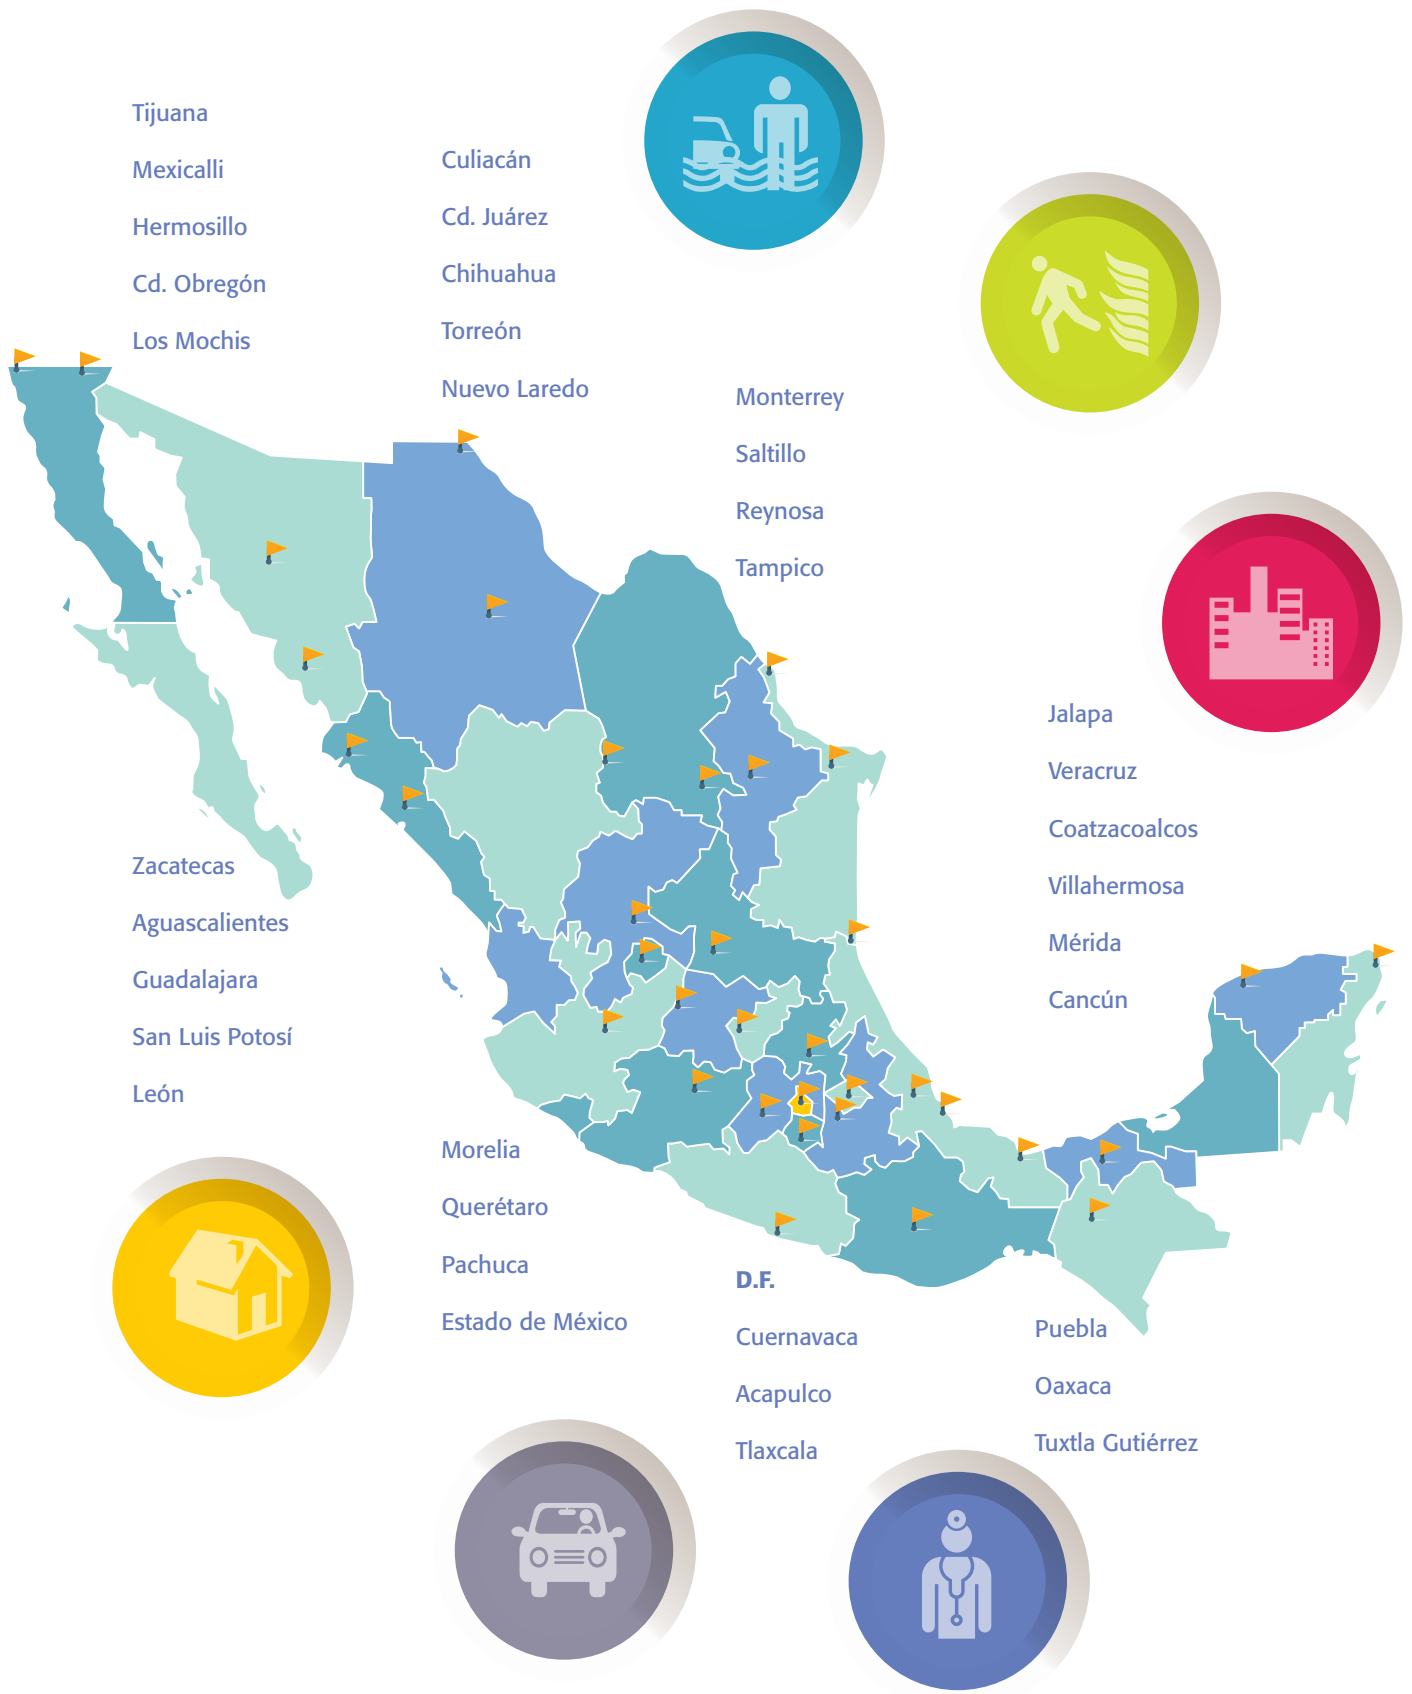 Tijuana
Mexicalli
Hermosillo
Cd. Obregón
Los Mochis
Culiacán
Cd. Juárez
Chihuahua
Torreón
Nuevo Laredo
Monterrey
Saltillo
Reynosa
Tampico
Jalapa
Veracruz
Coatzacoalcos
Villahermosa
Mérida
Cancún
Zacatecas
Aguascalientes
Guadalajara
San Luis Potosí
León
Morelia
Querétaro
Pachuca
Estado de México
D.F.
Cuernavaca
Acapulco
Tlaxcala
Puebla
Oaxaca
Tuxtla Gutiérrez